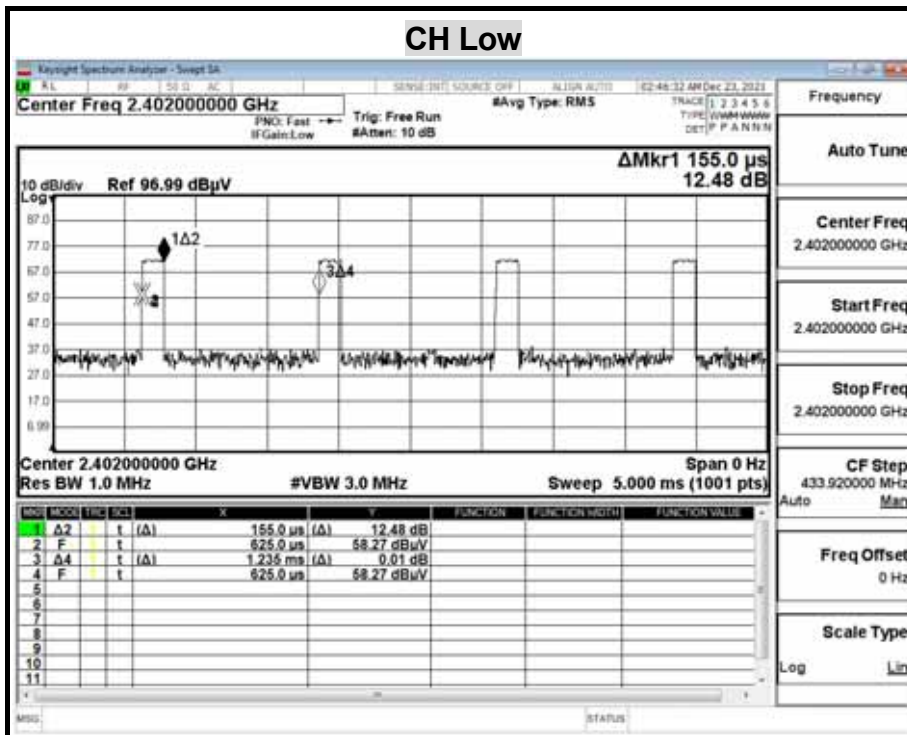 CH Low
Keysight Spectrum Analyzer - Swept SA
RL RF 50 Ω AC SENSE:INT SOURCE OFF ALIGN AUTO 02:46:32 AM Dec 23, 2021
Center Freq 2.402000000 GHz
PNO: Fast
IFGain:Low
Trig: Free Run
#Atten: 10 dB
#Avg Type: RMS
TRACE 1 2 3 4 5 6
TYPE
DET P P A N N N
ΔMkr1 155.0 µs
12.48 dB
10 dB/div Ref 96.99 dBµV
Log
87.0
77.0
67.0
57.0
47.0
37.0
27.0
17.0
6.99
1Δ2
3Δ4
Center 2.402000000 GHz Span 0 Hz
Res BW 1.0 MHz #VBW 3.0 MHz Sweep 5.000 ms (1001 pts)
MKR MODE TRC SCL X Y FUNCTION FUNCTION WIDTH FUNCTION VALUE
1 Δ2 t (Δ) 155.0 µs (Δ) 12.48 dB
2 F t 625.0 µs 58.27 dBuV
3 Δ4 t (Δ) 1.235 ms (Δ) 0.01 dB
4 F t 625.0 µs 58.27 dBuV
5
6
7
8
9
10
11
MSG STATUS
Frequency
Auto Tune
Center Freq
2.402000000 GHz
Start Freq
2.402000000 GHz
Stop Freq
2.402000000 GHz
CF Step
433.920000 MHz
Auto Man
Freq Offset
0 Hz
Scale Type
Log Lin